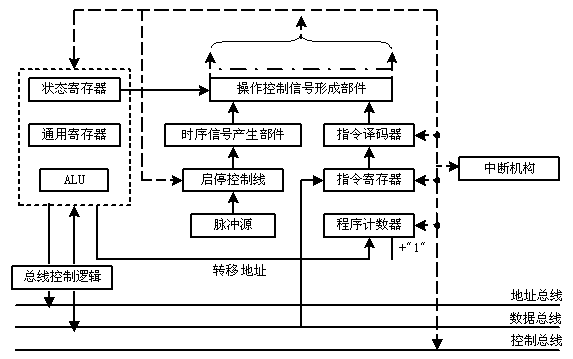 状态寄存器
操作控制信号形成部件
通用寄存器
时序信号产生部件
指令译码器
ALU
启停控制线
指令寄存器
中断机构
脉冲源
程序计数器
+"1"
总线控制逻辑
转移地址
地址总线
数据总线
控制总线